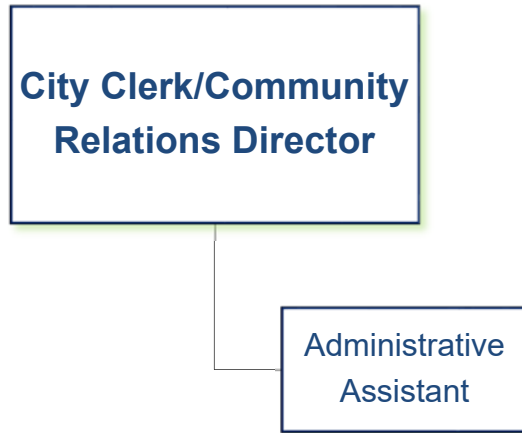 City Clerk/Community
Relations Director
Administrative
Assistant